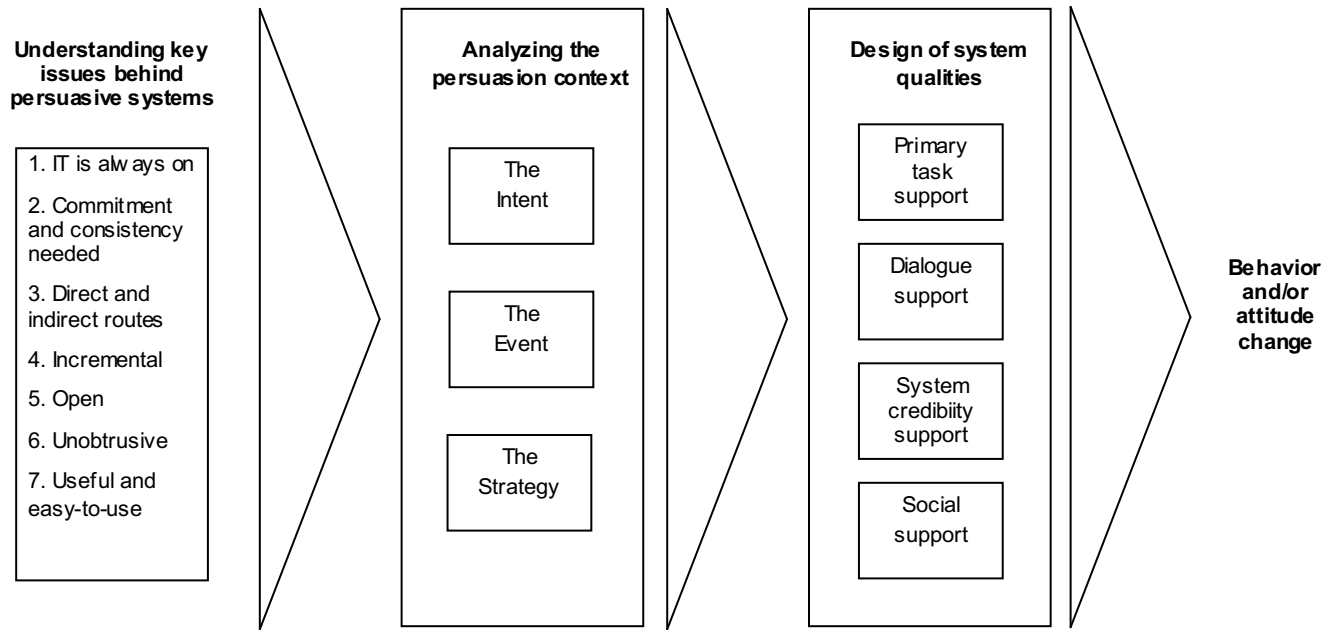 Understanding key
issues behind
persuasive systems
1. IT is always on
2. Commitment
and consistency
needed
3. Direct and
indirect routes
4. Incremental
5. Open
6. Unobtrusive
7. Useful and
easy-to-use
Analyzing the
persuasion context
The
Intent
The
Event
The
Strategy
Design of system
qualities
Primary
task
support
Dialogue
support
System
credibiity
support
Social
support
Behavior
and/or
attitude
change